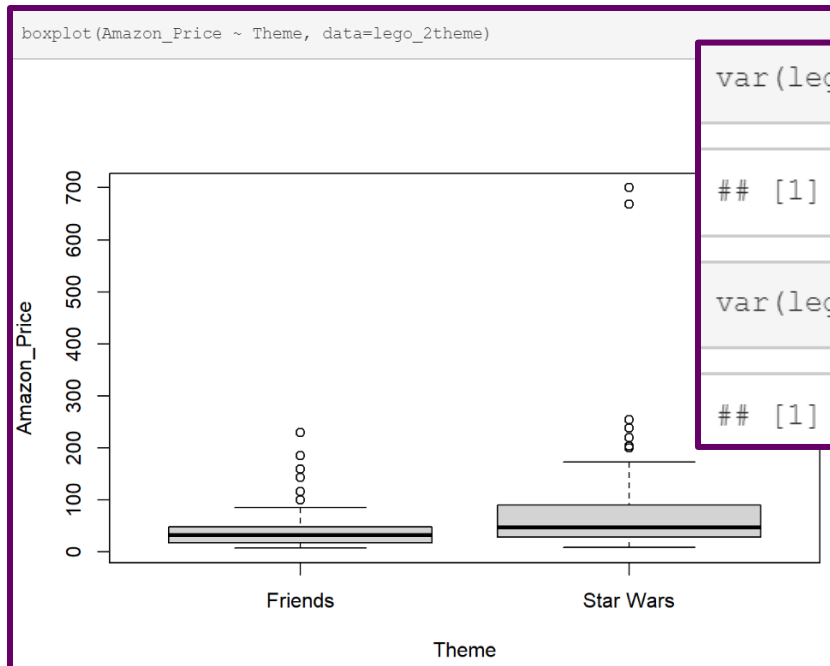 boxplot(Amazon_Price ~ Theme, data=lego_2theme)
var(leg
## [1]
var(leg
## [1]
700
600
500
400
300
200
100
0
Amazon_Price
Friends
Star Wars
Theme